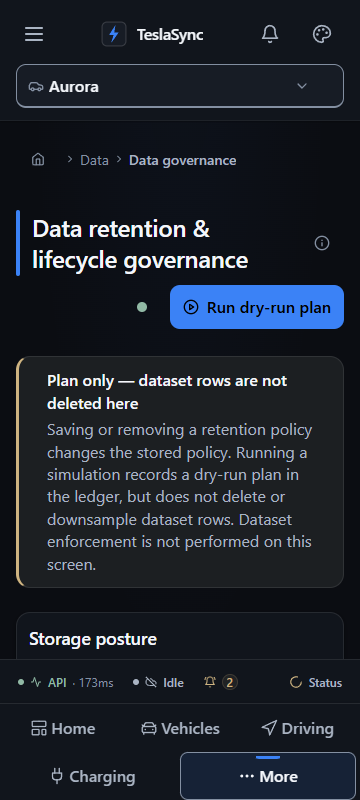 TeslaSync
Aurora
Data
Data governance
Data retention &
lifecycle governance
Run dry-run plan
Plan only — dataset rows are not
deleted here
Saving or removing a retention policy
changes the stored policy. Running a
simulation records a dry-run plan in
the ledger, but does not delete or
downsample dataset rows. Dataset
enforcement is not performed on this
screen.
Storage posture
API · 173ms
Idle
2
Status
Home
Vehicles
Driving
Charging
More